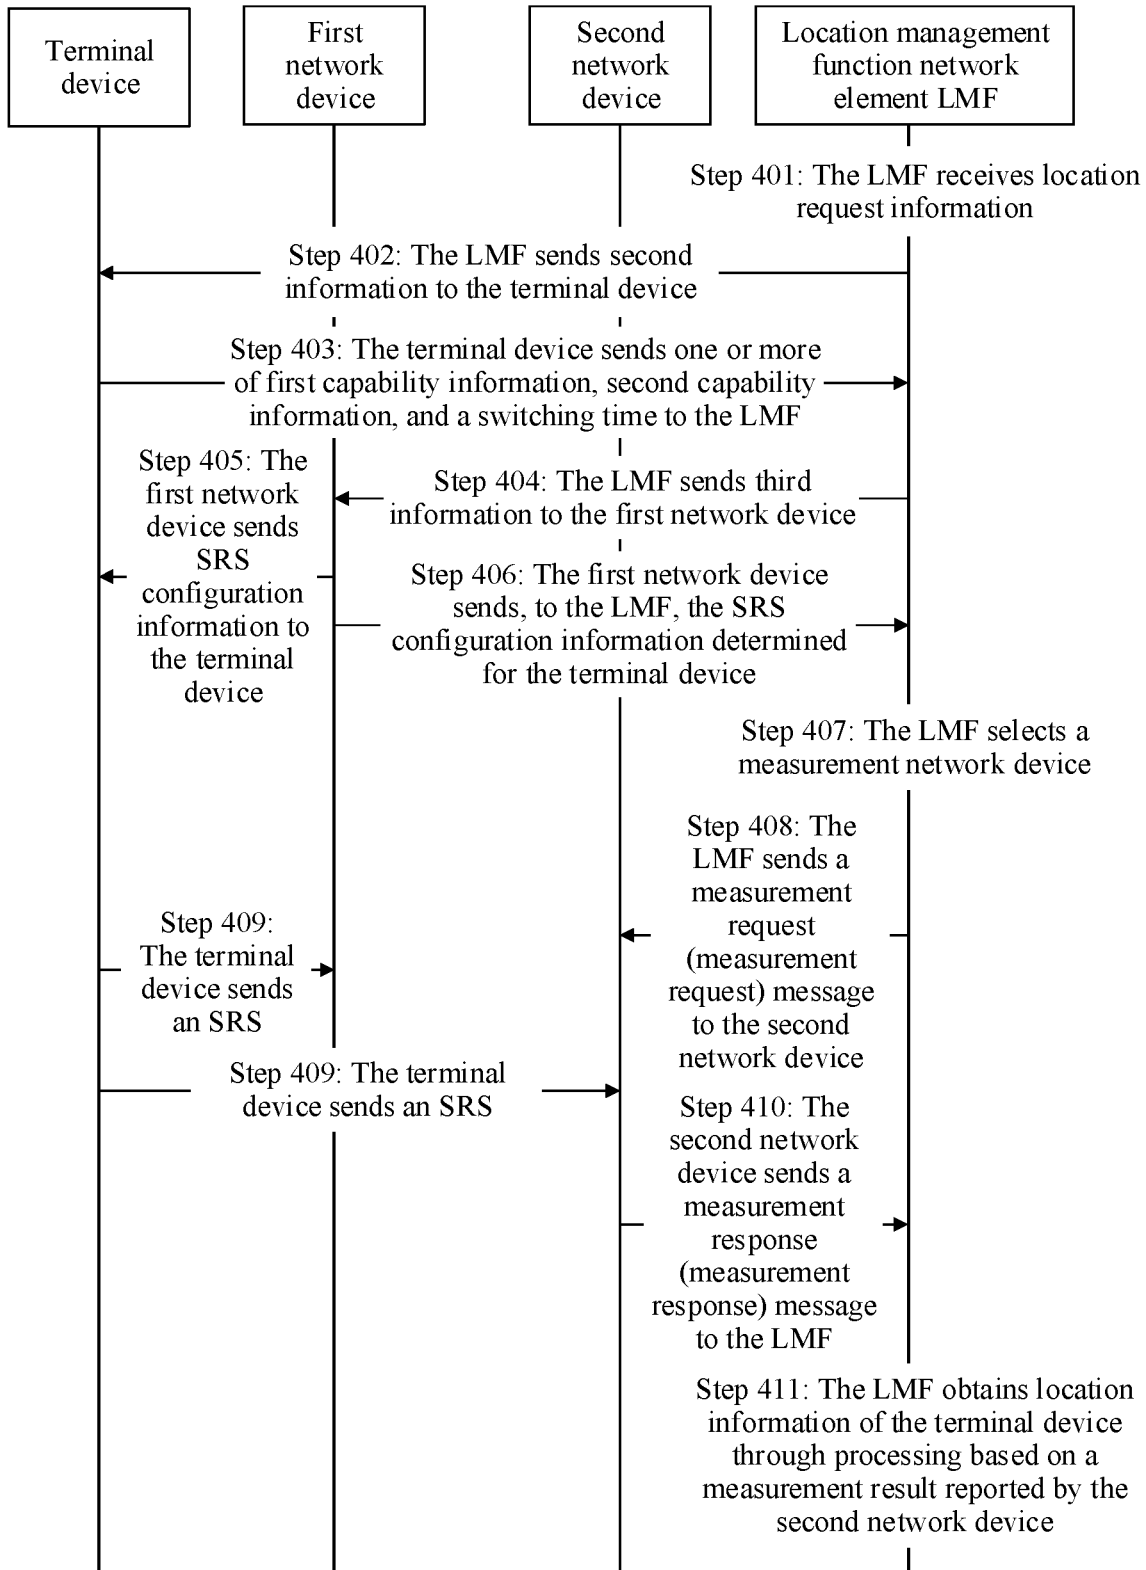 Terminal
device
First
network
device
Second
network
device
Location management
function network
element LMF
Step 401: The LMF receives location
request information
Step 402: The LMF sends second
information to the terminal device
Step 403: The terminal device sends one or more
of first capability information, second capability
information, and a switching time to the LMF
Step 404: The LMF sends third
information to the first network device
Step 405: The
first network
device sends
SRS
configuration
information to
the terminal
device
Step 406: The first network device
sends, to the LMF, the SRS
configuration information determined
for the terminal device
Step 407: The LMF selects a
measurement network device
Step 408: The
LMF sends a
measurement
request
(measurement
request) message
to the second
network device
Step 409:
The terminal
device sends
an SRS
Step 409: The terminal
device sends an SRS
Step 410: The
second network
device sends a
measurement
response
(measurement
response) message
to the LMF
Step 411: The LMF obtains location
information of the terminal device
through processing based on a
measurement result reported by the
second network device